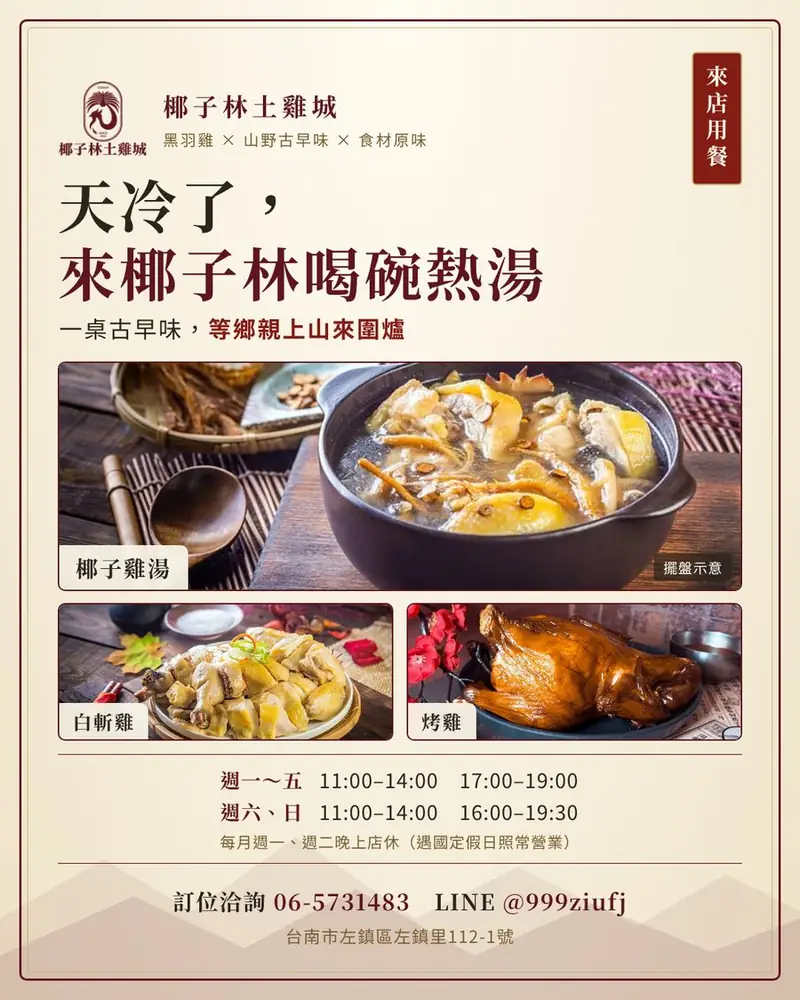 來店用餐
椰子林土雞城
椰子林土雞城
黑羽雞 × 山野古早味 × 食材原味
天冷了，
來椰子林喝碗熱湯
一桌古早味，等鄉親上山來圍爐
椰子雞湯
擺盤示意
白斬雞
烤雞
週一～五 11:00–14:00 17:00–19:00
週六、日 11:00–14:00 16:00–19:30
每月週一、週二晚上店休（遇國定假日照常營業）
訂位洽詢 06-5731483 LINE @999ziufj
台南市左鎮區左鎮里112-1號